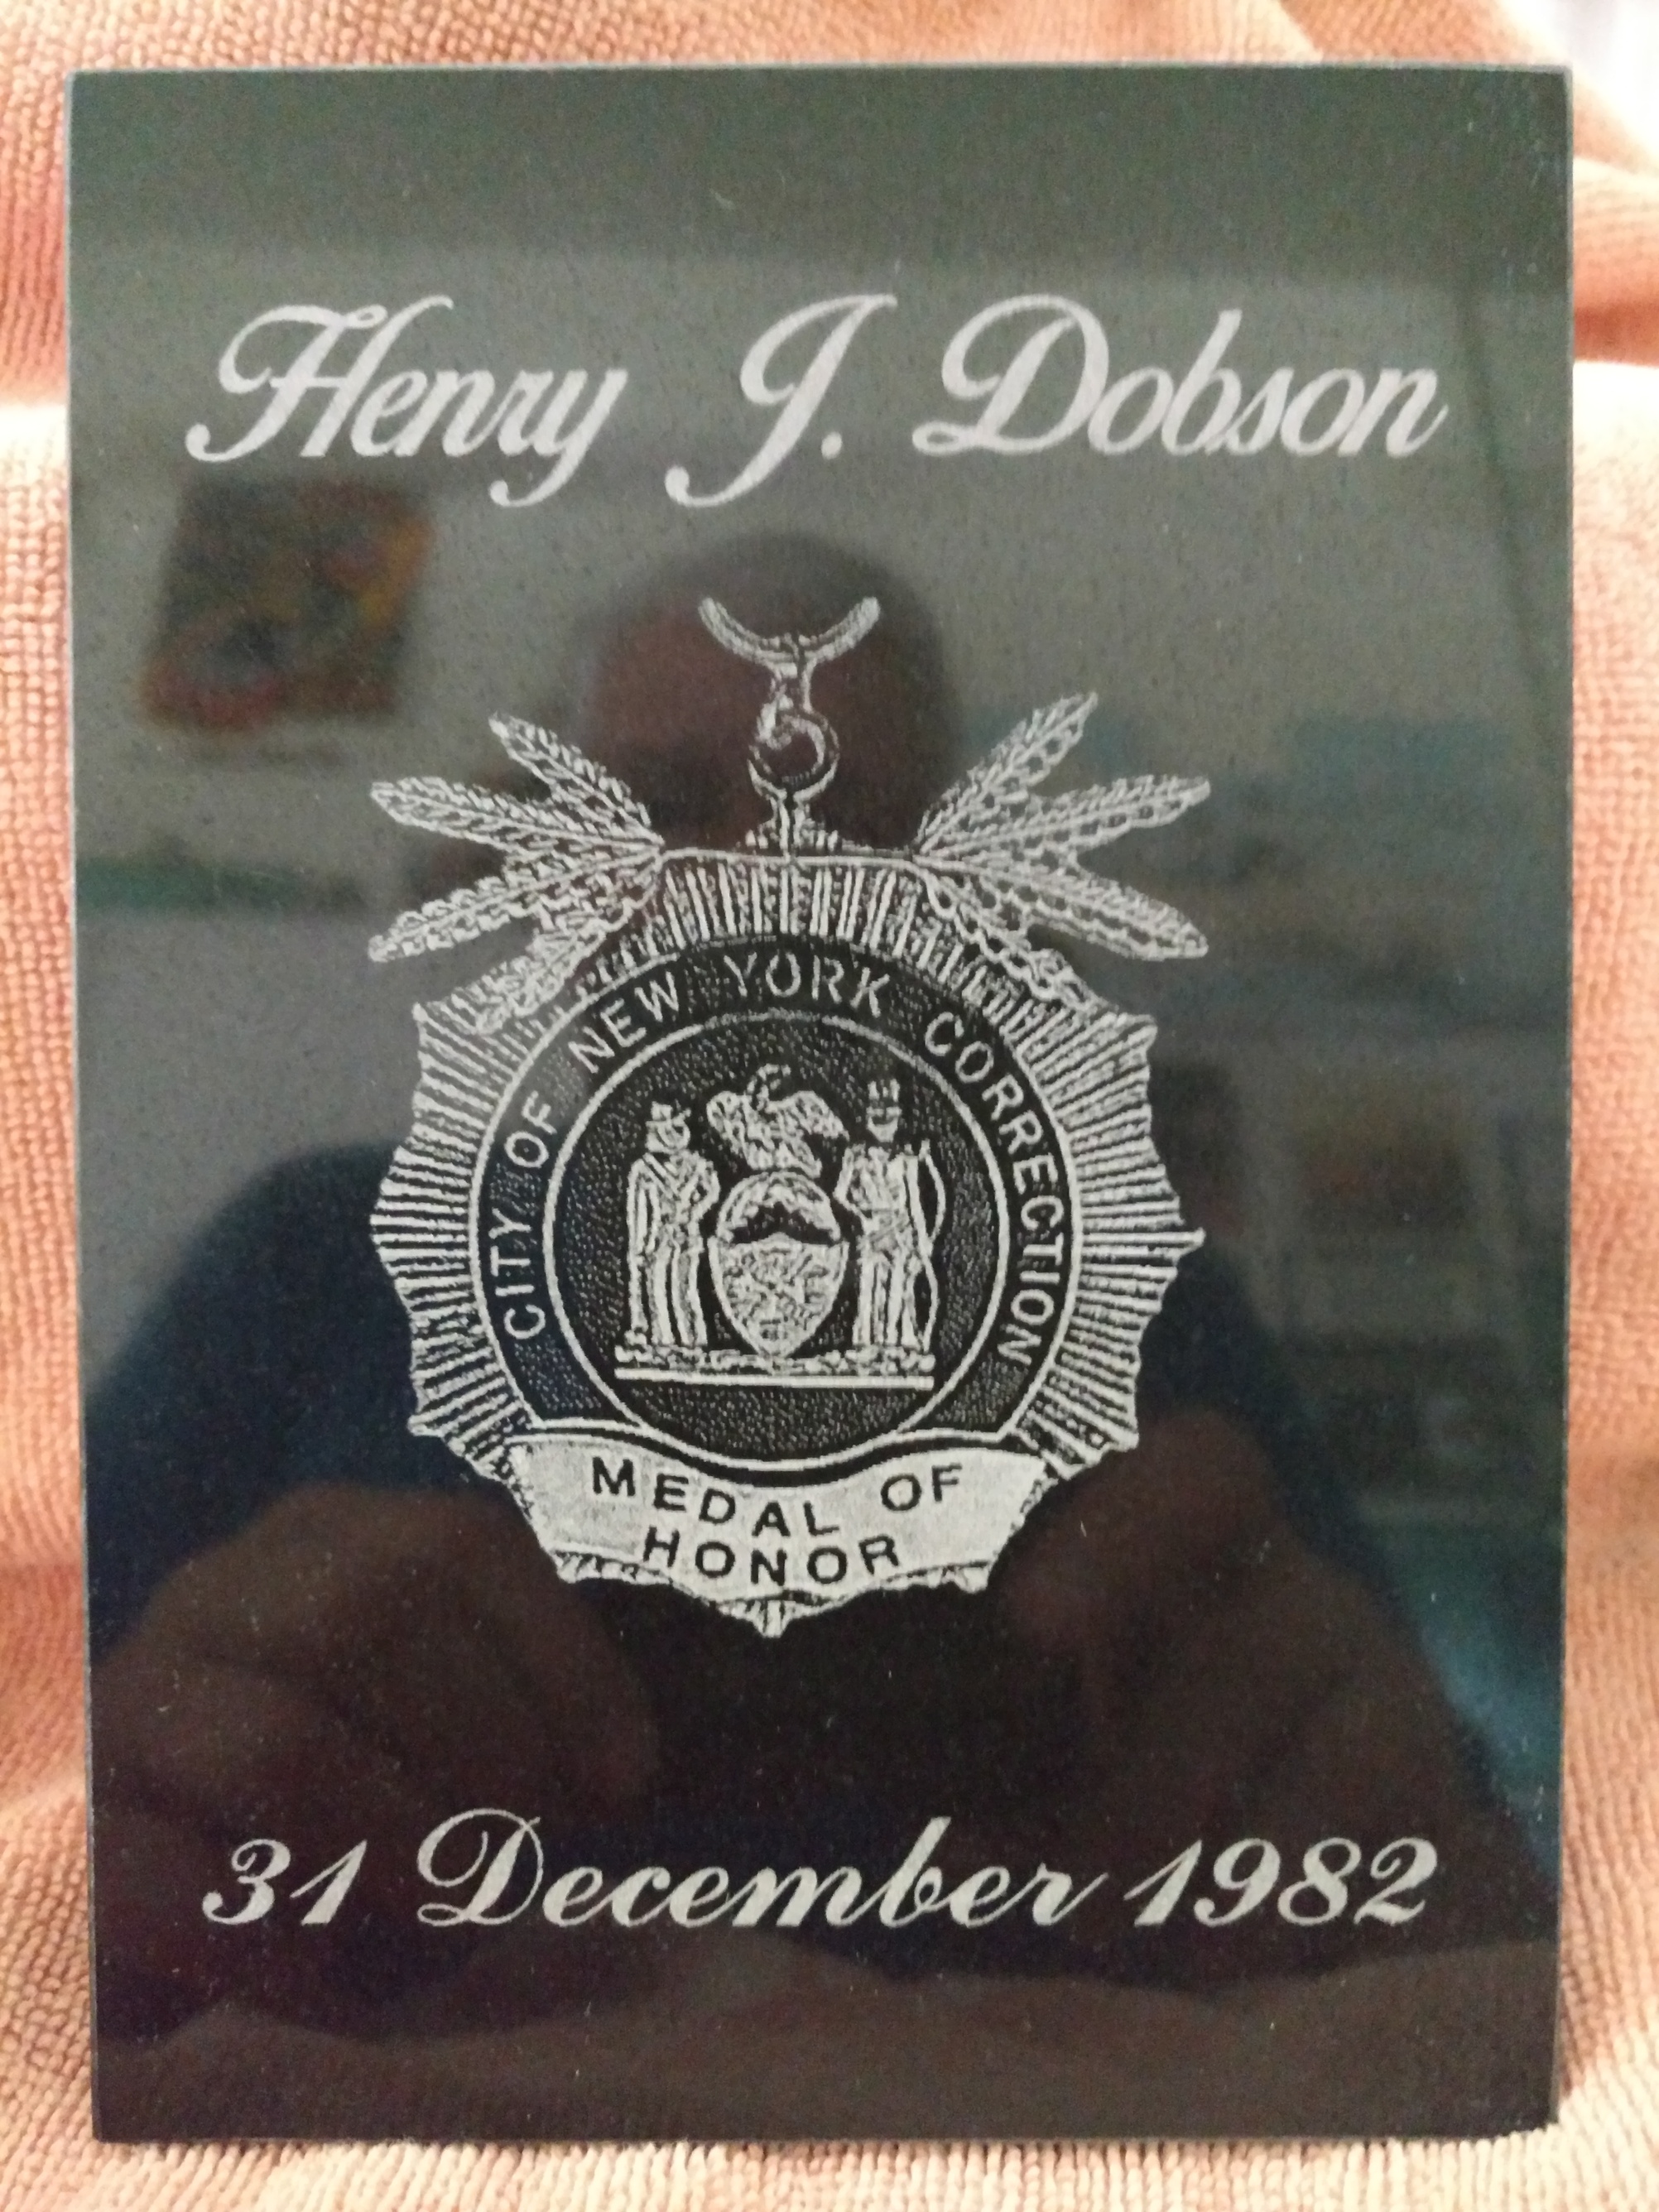 Henry J. Dobson
CITY OF NEW YORK CORRECTION
MEDAL OF
HONOR
31 December 1982